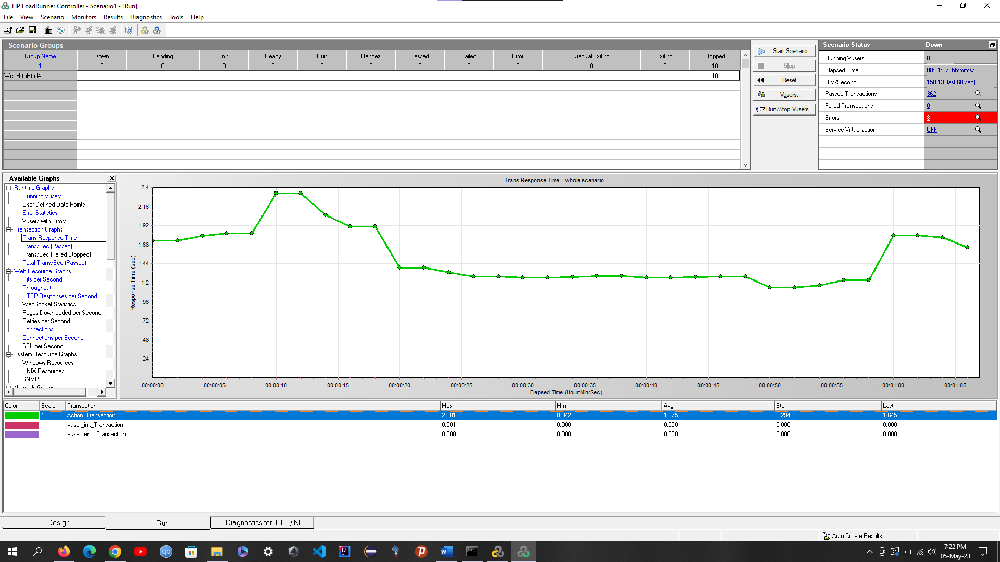 HP LoadRunner Controller - Scenario1 - [Run]
File View Scenario Monitors Results Diagnostics Tools Help
Scenario Groups
Group Name Down Pending Init Ready Run Rendez Passed Failed Error Gradual Exiting Exiting Stopped
1 0 0 0 0 0 0 0 0 0 0 0 10
WebHttpHtml4 10
Start Scenario
Stop
Reset
Vusers...
Run/Stop Vusers...
Scenario Status Down
Running Vusers 0
Elapsed Time 00:01:07 (hh:mm:ss)
Hits/Second 158.13 (last 60 sec)
Passed Transactions 362
Failed Transactions 0
Errors 8
Service Virtualization OFF
Available Graphs
Runtime Graphs
Running Vusers
User Defined Data Points
Error Statistics
Vusers with Errors
Transaction Graphs
Trans Response Time
Trans/Sec (Passed)
Trans/Sec (Failed,Stopped)
Total Trans/Sec (Passed)
Web Resource Graphs
Hits per Second
Throughput
HTTP Responses per Second
WebSocket Statistics
Pages Downloaded per Second
Retries per Second
Connections
Connections per Second
SSL per Second
System Resource Graphs
Windows Resources
UNIX Resources
SNMP
Network Graphs
Trans Response Time - whole scenario
Response Time (sec)
2.4
2.16
1.92
1.68
1.44
1.2
.96
.72
.48
.24
00:00:00 00:00:05 00:00:10 00:00:15 00:00:20 00:00:25 00:00:30 00:00:35 00:00:40 00:00:45 00:00:50 00:00:55 00:01:00 00:01:05
Elapsed Time (Hour:Min:Sec)
Color Scale Transaction Max Min Avg Std Last
1 Action_Transaction 2.681 0.942 1.375 0.294 1.645
1 vuser_init_Transaction 0.001 0.000 0.000 0.000 0.000
1 vuser_end_Transaction 0.000 0.000 0.000 0.000 0.000
Design Run Diagnostics for J2EE/.NET
Auto Collate Results
qb
IJ
P
W
7:22 PM
05-May-23